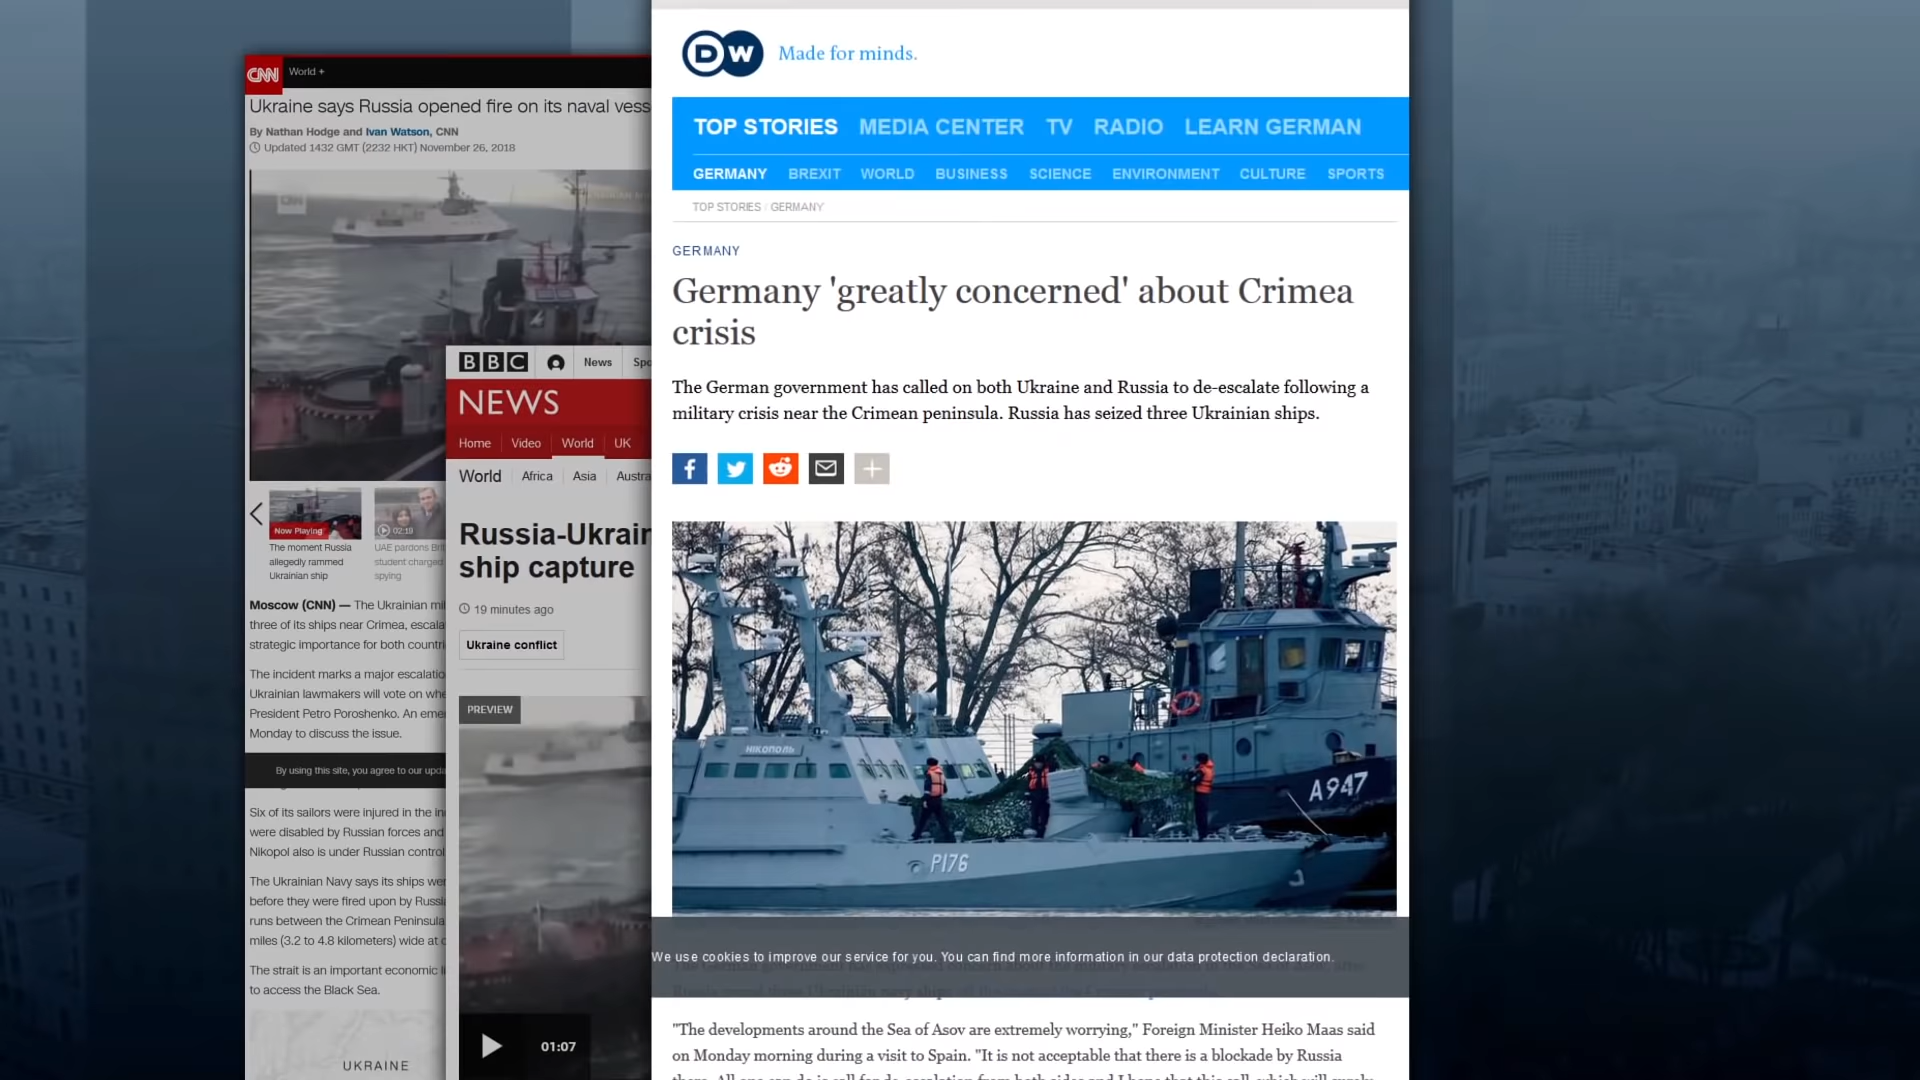 CNN World +
Ukraine says Russia opened fire on its naval vess
By Nathan Hodge and Ivan Watson, CNN
Updated 1432 GMT (2232 HKT) November 26, 2018
CNN
Now Playing
02:19
The moment Russia
allegedly rammed
Ukrainian ship
UAE pardons Bri
student charged
spying
Moscow (CNN) — The Ukrainian mil
three of its ships near Crimea, escala
strategic importance for both countri
The incident marks a major escalatio
Ukrainian lawmakers will vote on whe
President Petro Poroshenko. An eme
Monday to discuss the issue.
By using this site, you agree to our upda
Six of its sailors were injured in the in
were disabled by Russian forces and
Nikopol also is under Russian control
The Ukrainian Navy says its ships wer
before they were fired upon by Russi
runs between the Crimean Peninsula
miles (3.2 to 4.8 kilometers) wide at
The strait is an important economic li
to access the Black Sea.
UKRAINE
BBC News Spo
NEWS
Home Video World UK
World Africa Asia Austra
Russia-Ukrain
ship capture
19 minutes ago
Ukraine conflict
PREVIEW
01:07
DW Made for minds.
TOP STORIES MEDIA CENTER TV RADIO LEARN GERMAN
GERMANY BREXIT WORLD BUSINESS SCIENCE ENVIRONMENT CULTURE SPORTS
TOP STORIES / GERMANY
GERMANY
Germany 'greatly concerned' about Crimea
crisis
The German government has called on both Ukraine and Russia to de-escalate following a
military crisis near the Crimean peninsula. Russia has seized three Ukrainian ships.
НІКОПОЛЬ
A947
P176
We use cookies to improve our service for you. You can find more information in our data protection declaration.
"The developments around the Sea of Asov are extremely worrying," Foreign Minister Heiko Maas said
on Monday morning during a visit to Spain. "It is not acceptable that there is a blockade by Russia